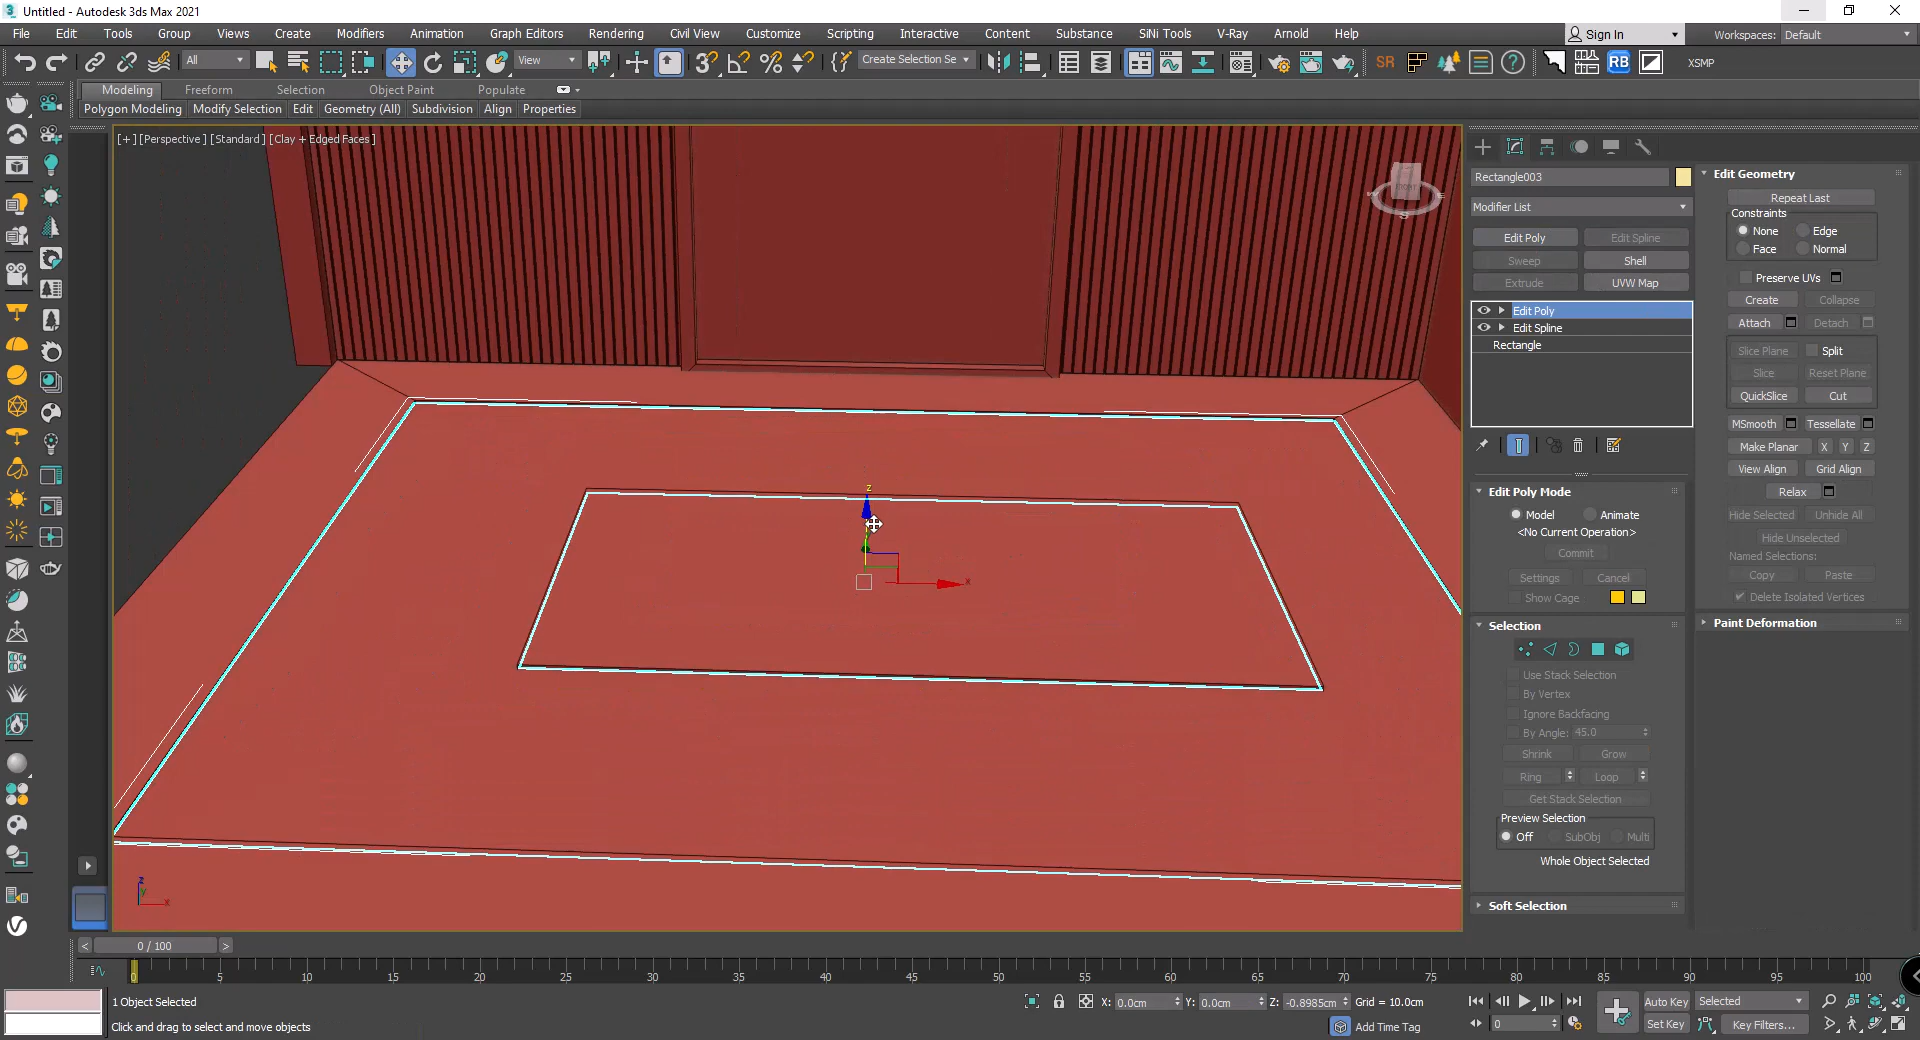 Untitled - Autodesk 3ds Max 2021
File Edit Tools Group Views Create Modifiers Animation Graph Editors Rendering Civil View Customize Scripting Interactive Content Substance SiNi Tools V-Ray Arnold Help Sign In Workspaces: Default
All View Create Selection Se SR RB XSMP
Modeling Freeform Selection Object Paint Populate
Polygon Modeling Modify Selection Edit Geometry (All) Subdivision Align Properties
[+] [Perspective ] [Standard ] [Clay + Edged Faces ]
FRONT
Rectangle003
Modifier List
Edit Poly Edit Spline
Sweep Shell
Extrude UVW Map
Edit Poly
Edit Spline
Rectangle
Edit Poly Mode
Model Animate
<No Current Operation>
Commit
Settings Cancel
Show Cage
Selection
Use Stack Selection
By Vertex
Ignore Backfacing
By Angle: 45.0
Shrink Grow
Ring Loop
Get Stack Selection
Preview Selection
Off SubObj Multi
Whole Object Selected
Soft Selection
Edit Geometry
Repeat Last
Constraints
None Edge
Face Normal
Preserve UVs
Create Collapse
Attach Detach
Slice Plane Split
Slice Reset Plane
QuickSlice Cut
MSmooth Tessellate
Make Planar X Y Z
View Align Grid Align
Relax
Hide Selected Unhide All
Hide Unselected
Named Selections:
Copy Paste
Delete Isolated Vertices
Paint Deformation
z
x
z
y
x
< 0 / 100 >
0 5 10 15 20 25 30 35 40 45 50 55 60 65 70 75 80 85 90 95 100
1 Object Selected X: 0.0cm Y: 0.0cm Z: -0.8985cm Grid = 10.0cm Auto Key Selected
Click and drag to select and move objects Add Time Tag 0 Set Key Key Filters...